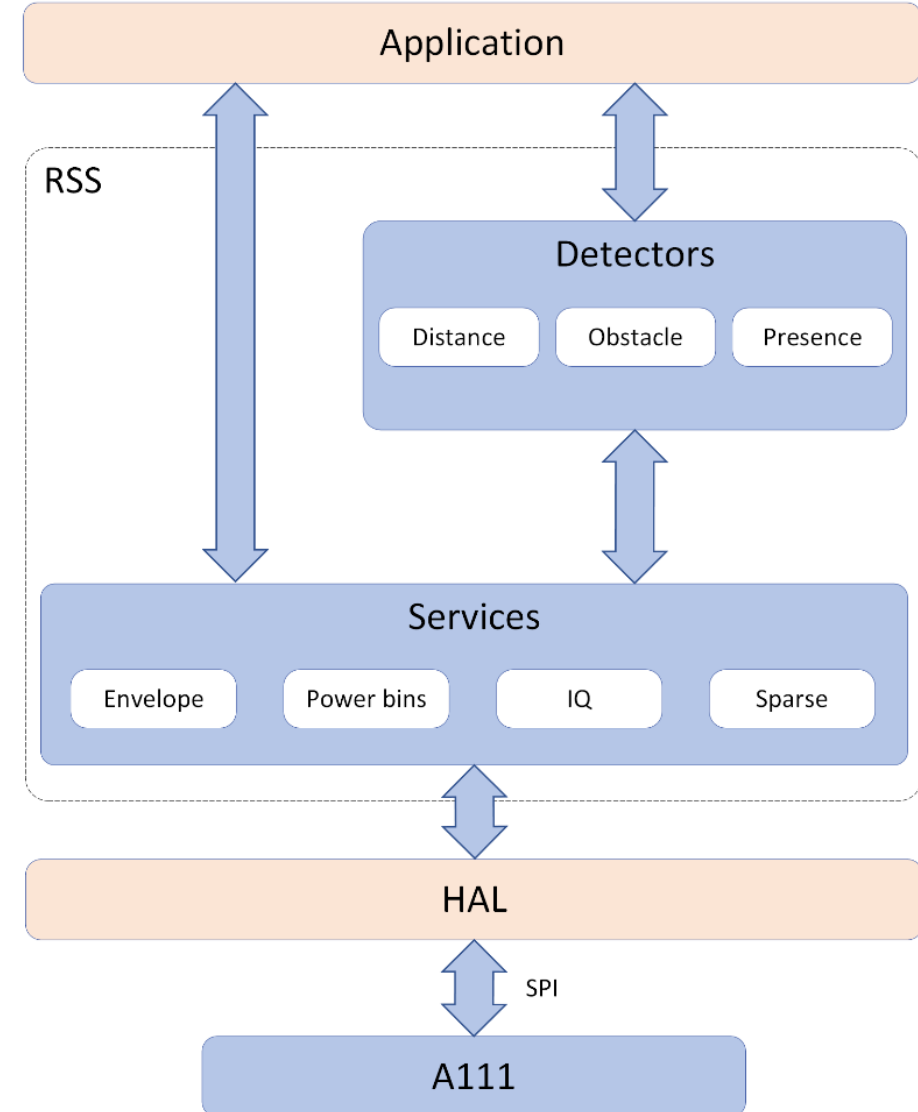 Application
RSS
Detectors
Distance
Obstacle
Presence
Services
Envelope
Power bins
IQ
Sparse
HAL
SPI
A111